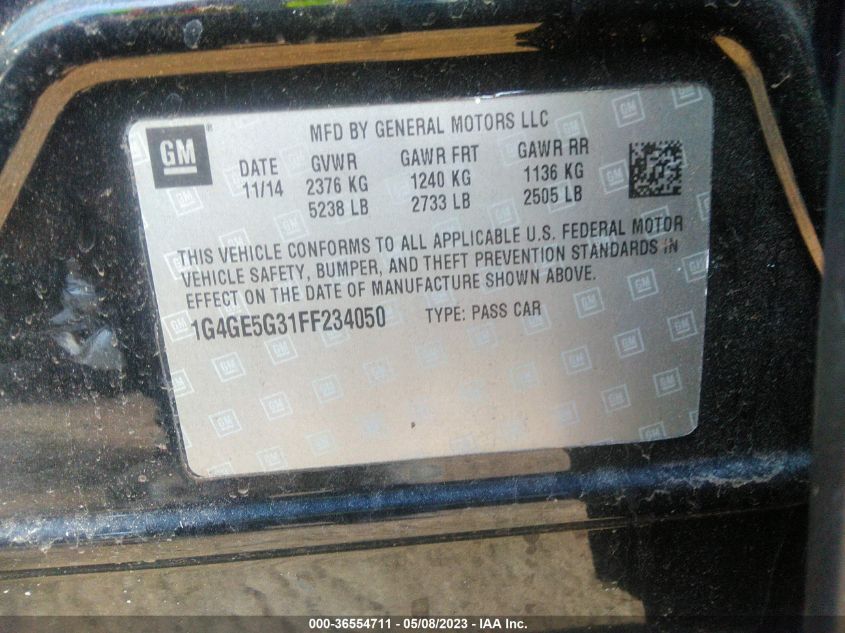 GM
MFD BY GENERAL MOTORS LLC
DATE GVWR GAWR FRT GAWR RR
11/14 2376 KG 1240 KG 1136 KG
5238 LB 2733 LB 2505 LB
THIS VEHICLE CONFORMS TO ALL APPLICABLE U.S. FEDERAL MOTOR
VEHICLE SAFETY, BUMPER, AND THEFT PREVENTION STANDARDS IN
EFFECT ON THE DATE OF MANUFACTURE SHOWN ABOVE.
1G4GE5G31FF234050 TYPE: PASS CAR
000-36554711 - 05/08/2023 - IAA Inc.